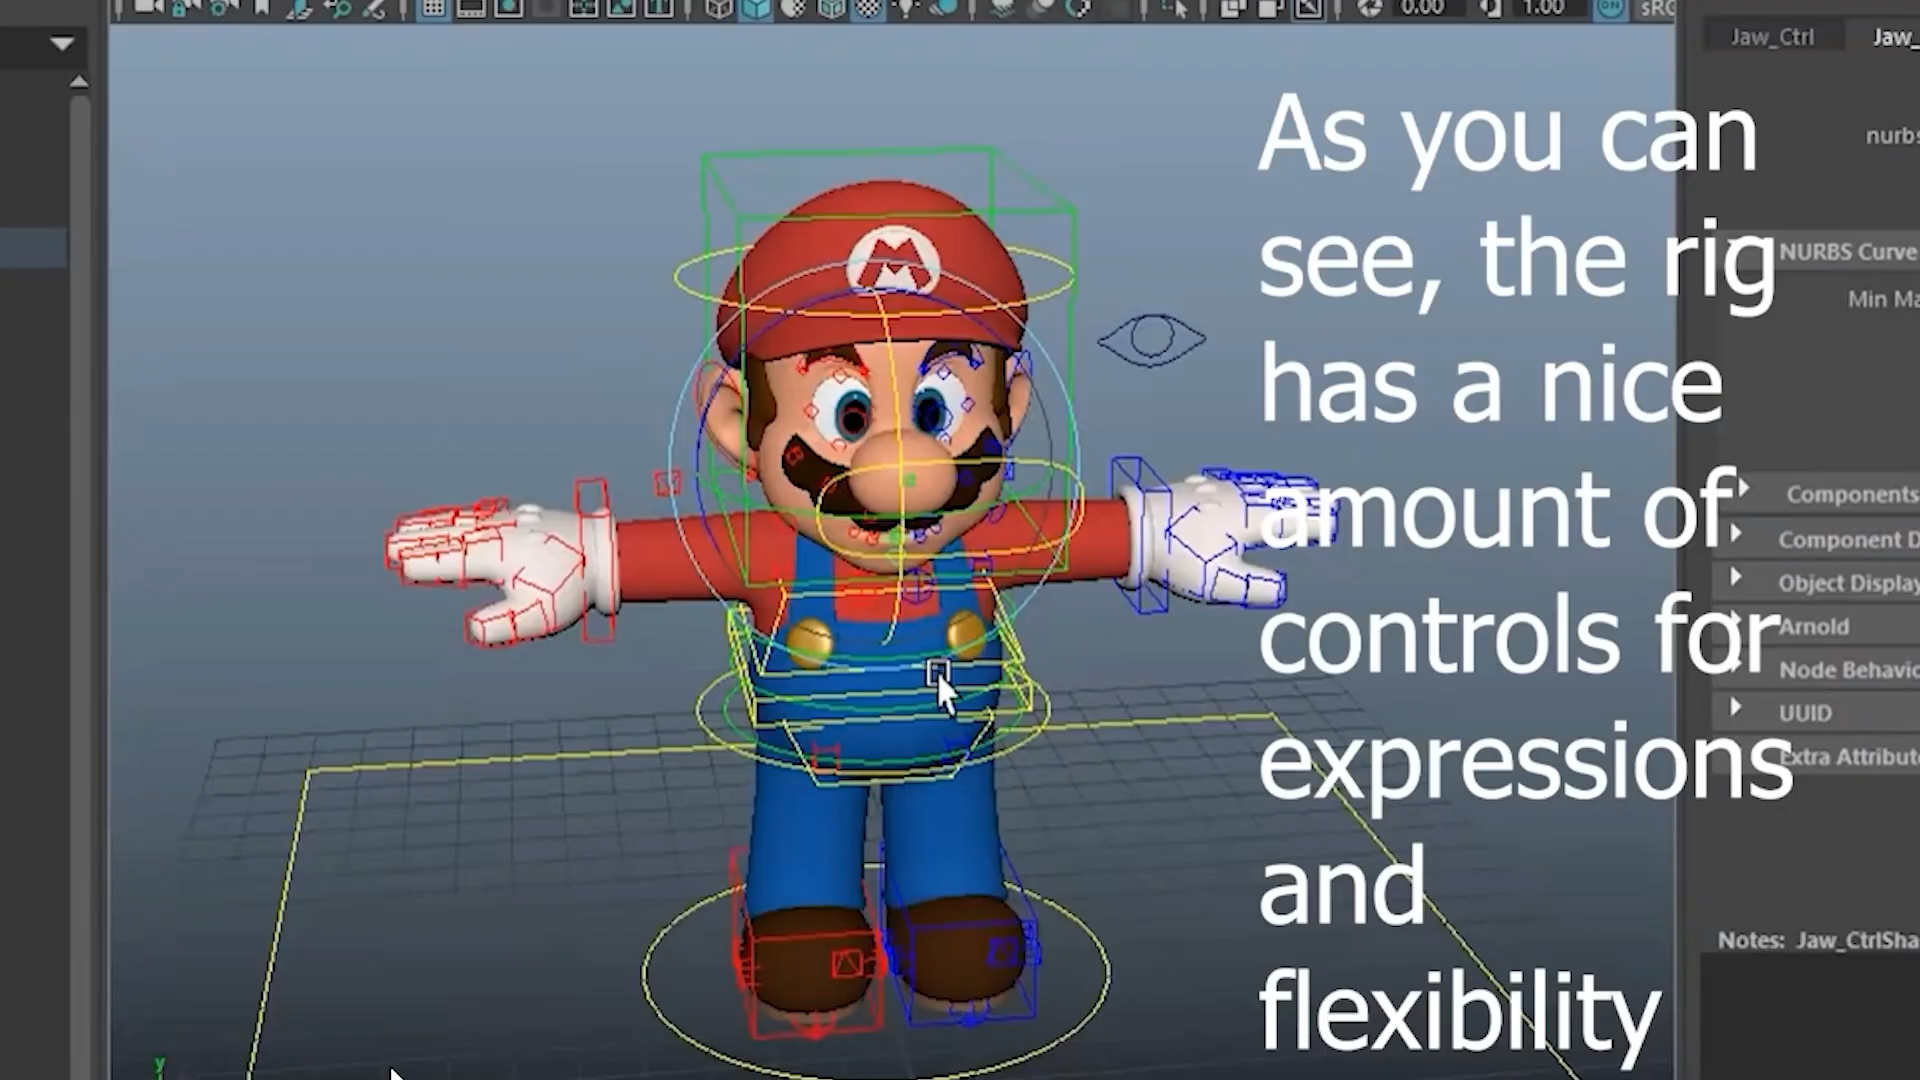 0.00
1.00
ON
sRG
Jaw_Ctrl
Jaw_
As you can
see, the rig
has a nice
amount of
controls for
expressions
and
flexibility
nurbs
NURBS Curve
Min Ma
Components
Component D
Object Display
Arnold
Node Behavio
UUID
Extra Attribut
Notes: Jaw_CtrlSha
M
y